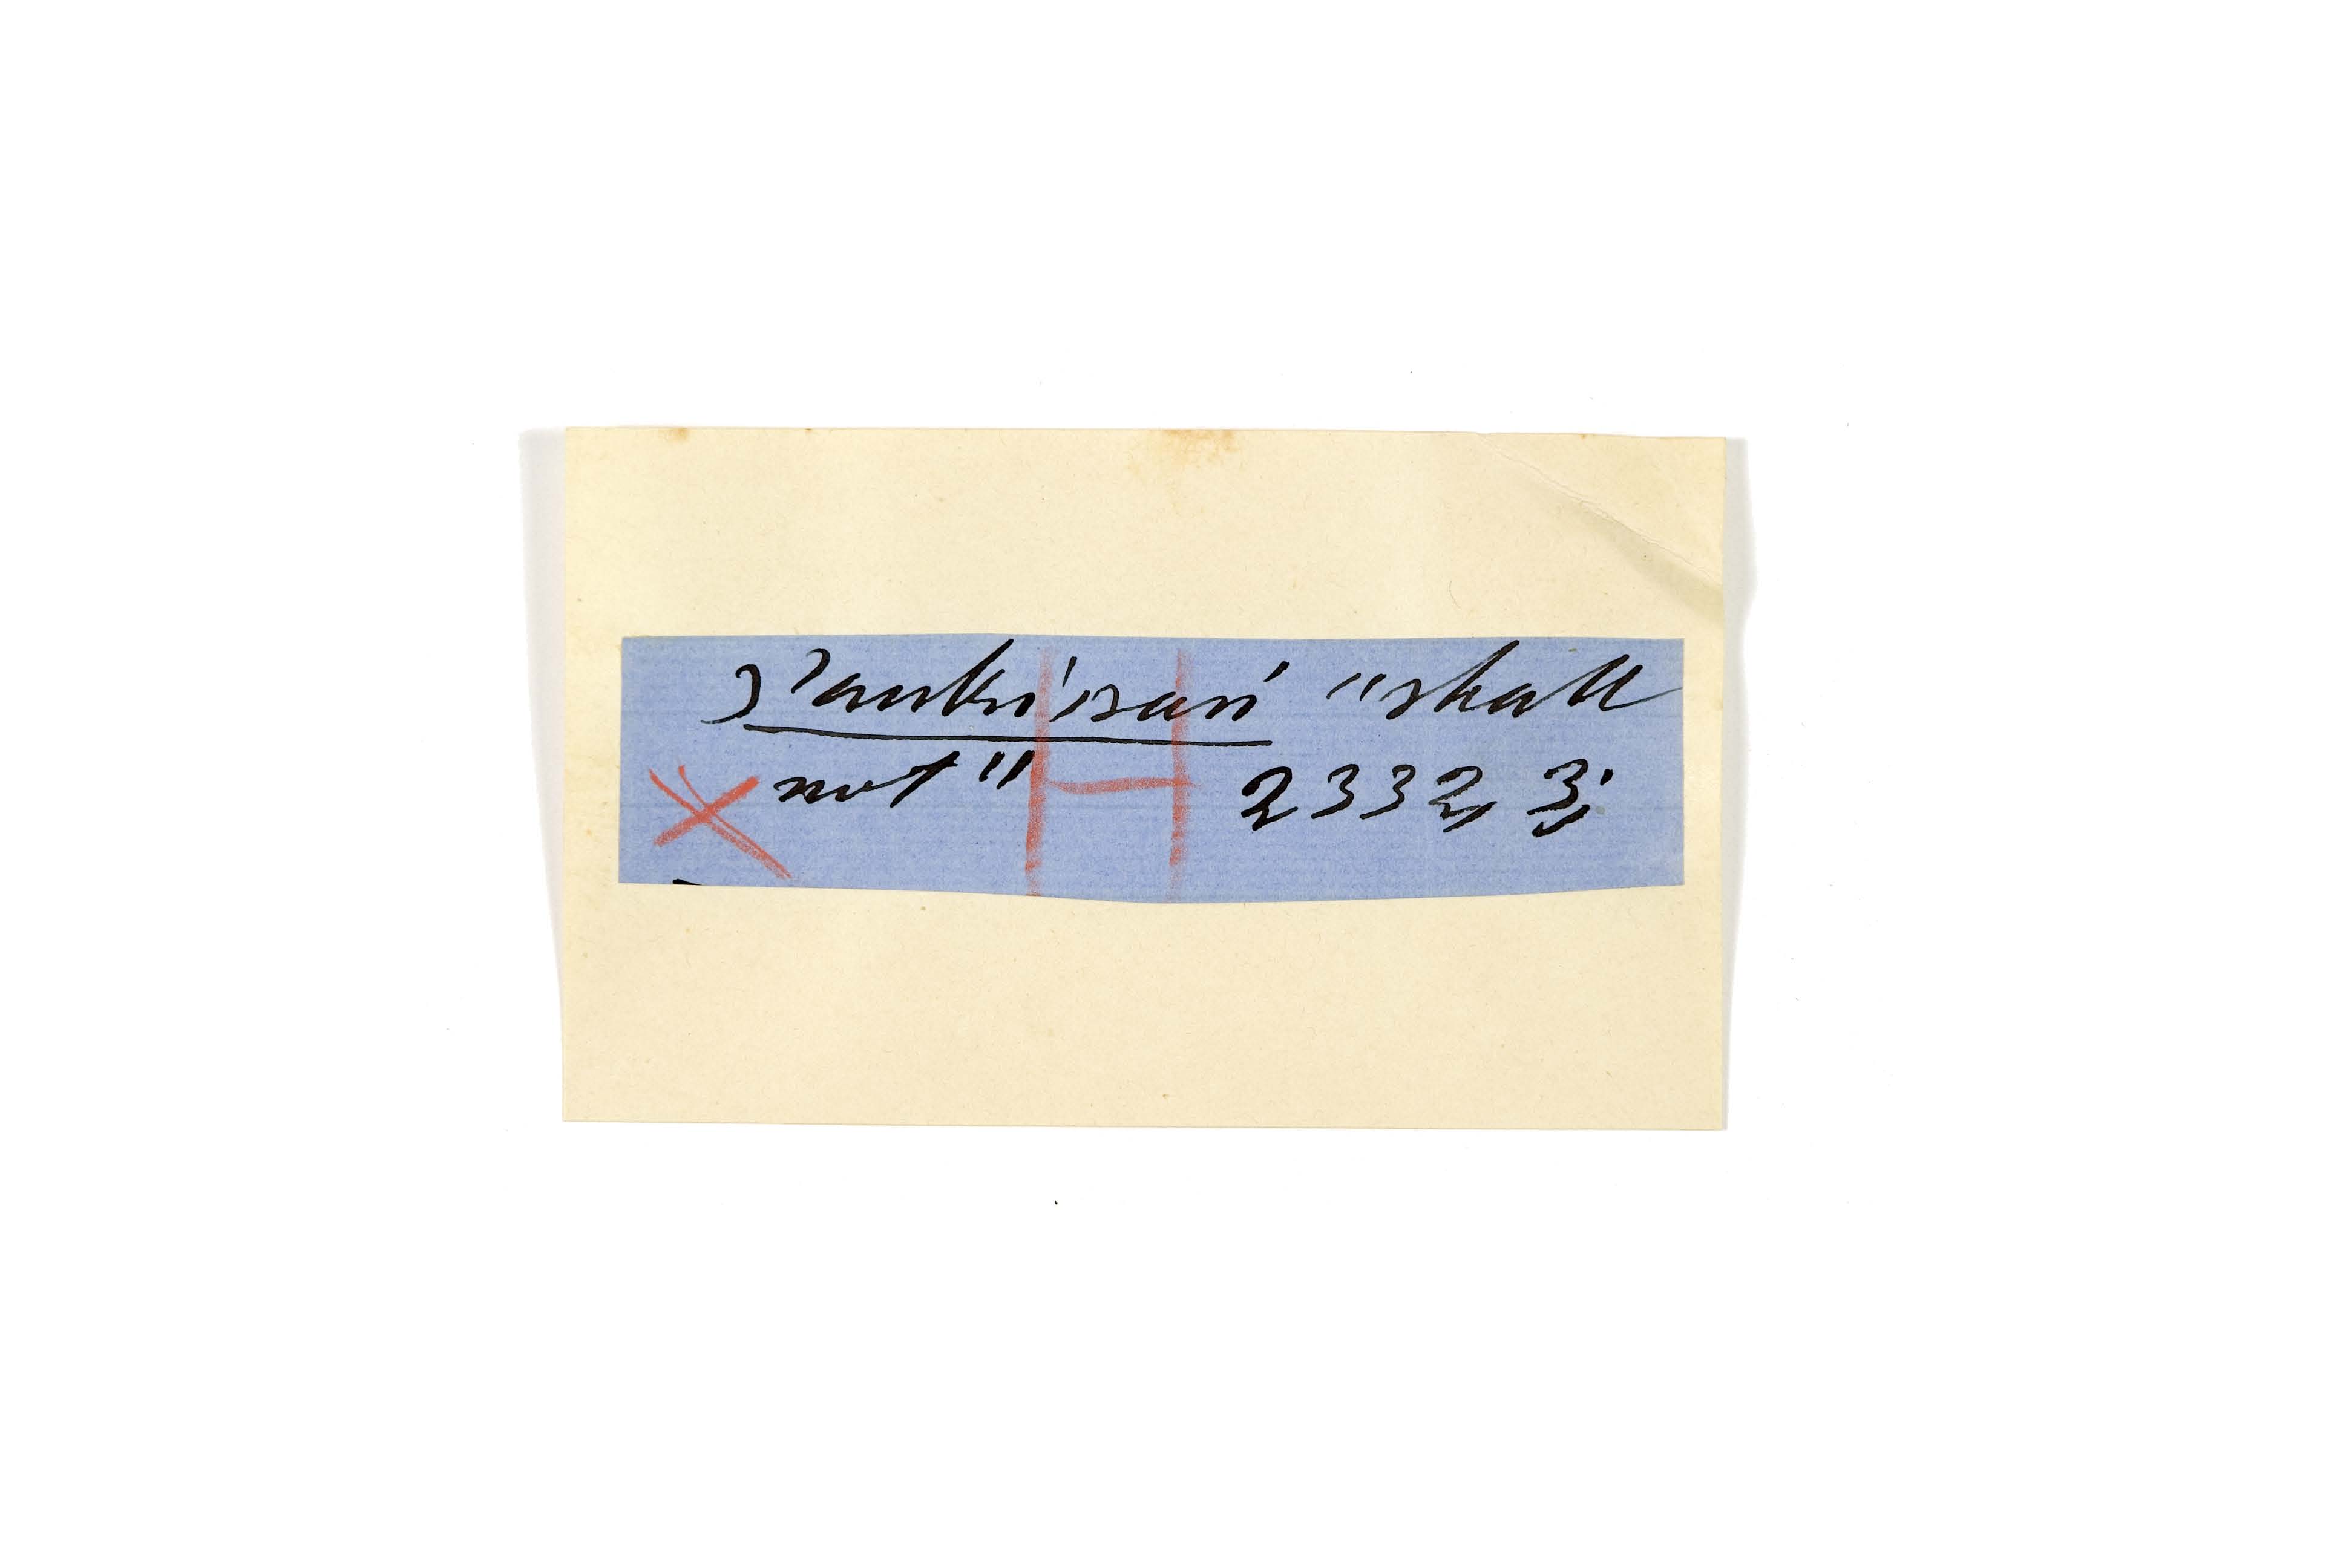 "shall
not" H 2332, 3;
X